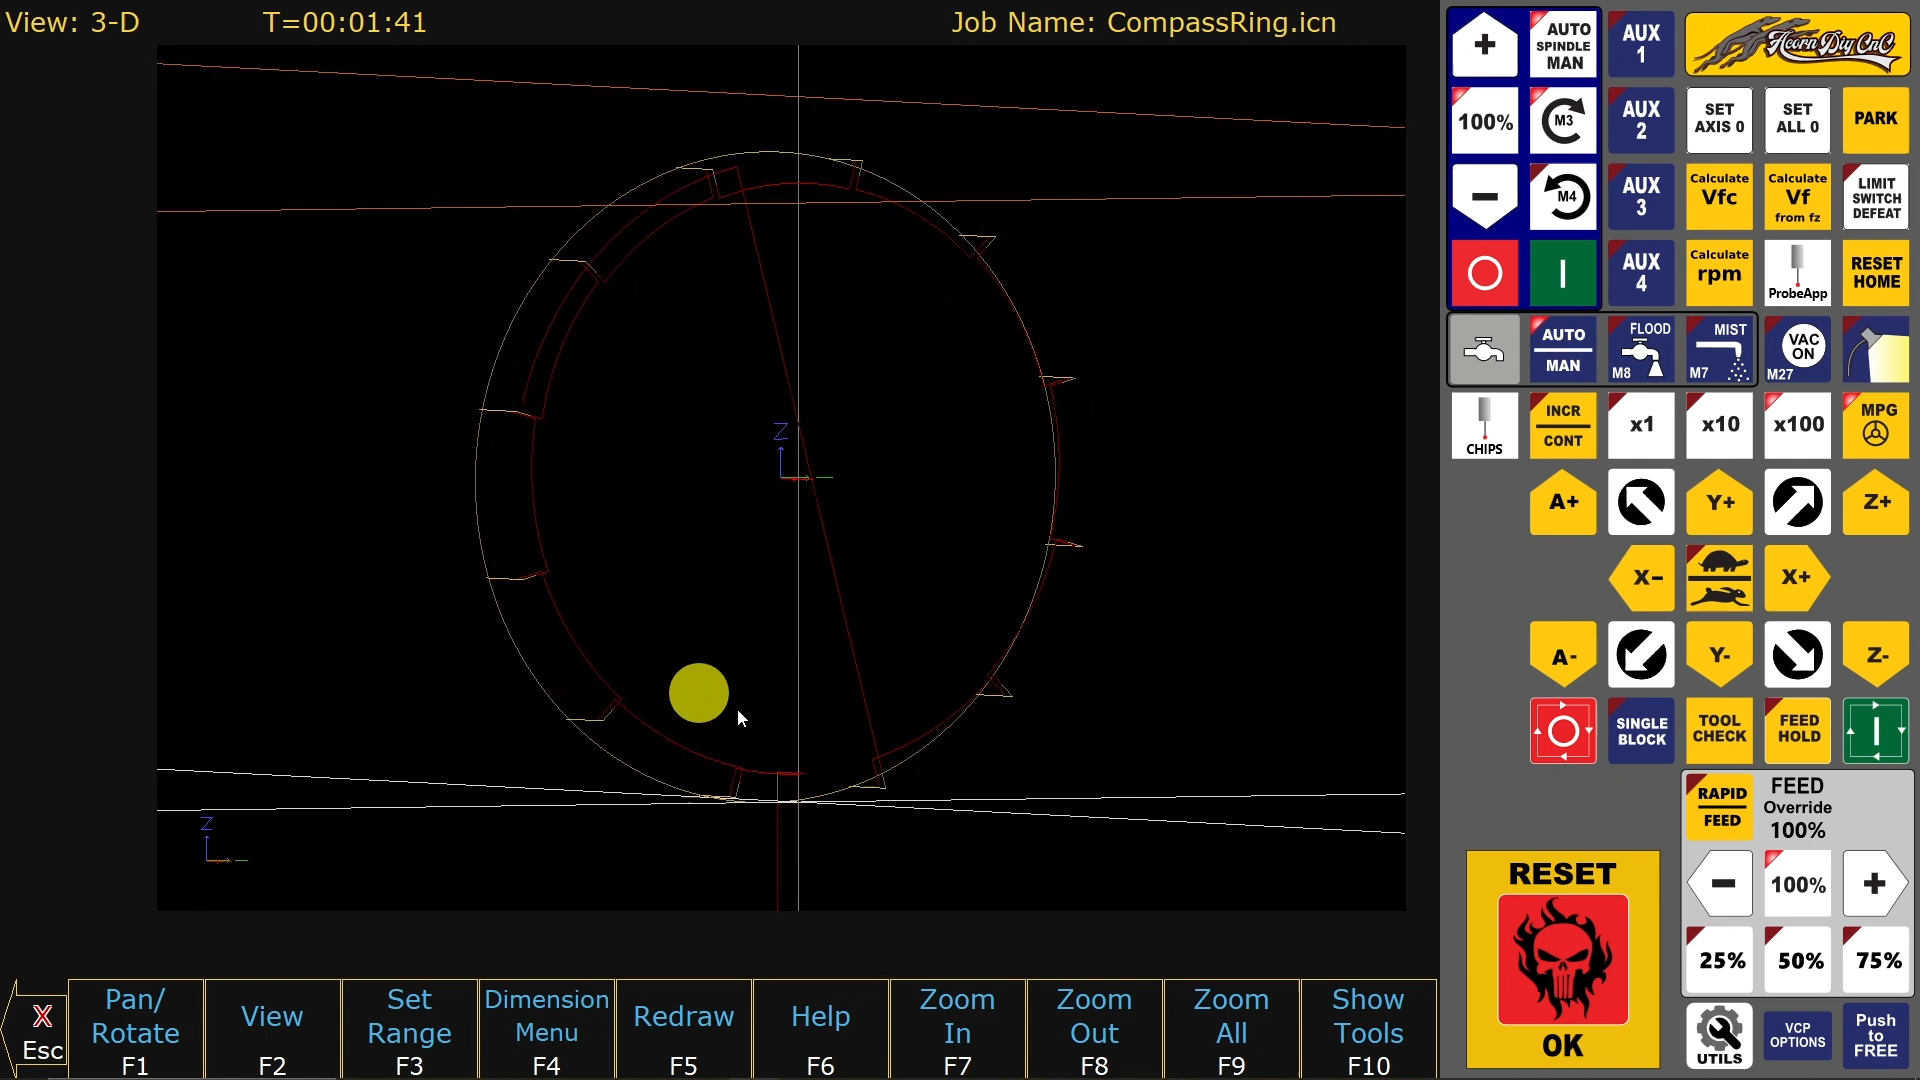 View: 3-D
T=00:01:41
Job Name: CompassRing.icn
Z
Z
X
Esc
Pan/
Rotate
F1
View
F2
Set
Range
F3
Dimension
Menu
F4
Redraw
F5
Help
F6
Zoom
In
F7
Zoom
Out
F8
Zoom
All
F9
Show
Tools
F10
+
AUTO
SPINDLE
MAN
AUX
1
Acorn Diy CnC
100%
M3
AUX
2
SET
AXIS 0
SET
ALL 0
PARK
−
M4
AUX
3
Calculate
Vfc
Calculate
Vf
from fz
LIMIT
SWITCH
DEFEAT
AUX
4
Calculate
rpm
ProbeApp
RESET
HOME
AUTO
MAN
FLOOD
M8
MIST
M7
VAC
ON
M27
CHIPS
INCR
CONT
x1
x10
x100
MPG
A+
Y+
Z+
X−
X+
A-
Y-
Z-
SINGLE
BLOCK
TOOL
CHECK
FEED
HOLD
RAPID
FEED
FEED
Override
100%
−
100%
+
25%
50%
75%
RESET
OK
UTILS
VCP
OPTIONS
Push
to
FREE